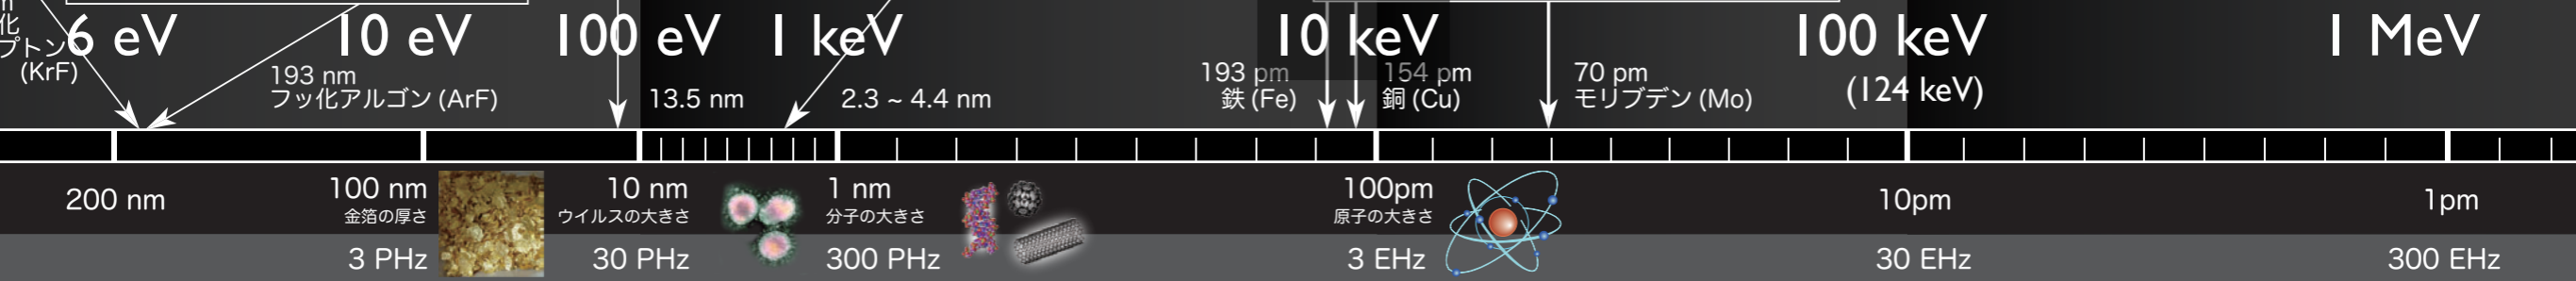 化
プトン
(KrF)
6 eV
10 eV
100 eV
1 keV
10 keV
100 keV
(124 keV)
1 MeV
193 nm
フッ化アルゴン (ArF)
13.5 nm
2.3 ~ 4.4 nm
193 pm
鉄 (Fe)
154 pm
銅 (Cu)
70 pm
モリブデン (Mo)
200 nm
100 nm
金箔の厚さ
10 nm
ウイルスの大きさ
1 nm
分子の大きさ
100pm
原子の大きさ
10pm
1pm
3 PHz
30 PHz
300 PHz
3 EHz
30 EHz
300 EHz